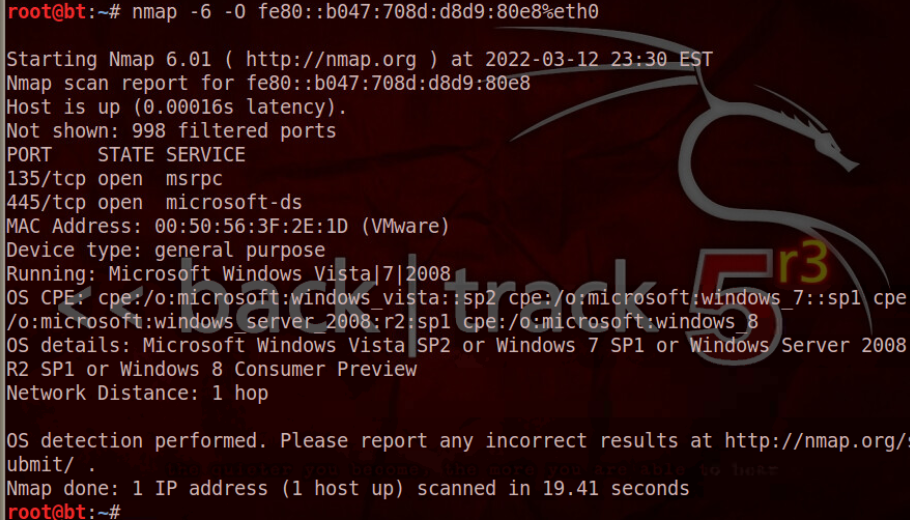 root@bt:~# nmap -6 -O fe80::b047:708d:d8d9:80e8%eth0
Starting Nmap 6.01 ( http://nmap.org ) at 2022-03-12 23:30 EST
Nmap scan report for fe80::b047:708d:d8d9:80e8
Host is up (0.00016s latency).
Not shown: 998 filtered ports
PORT    STATE SERVICE
135/tcp open  msrpc
445/tcp open  microsoft-ds
MAC Address: 00:50:56:3F:2E:1D (VMware)
Device type: general purpose
Running: Microsoft Windows Vista|7|2008
OS CPE: cpe:/o:microsoft:windows_vista::sp2 cpe:/o:microsoft:windows_7::sp1 cpe:
/o:microsoft:windows_server_2008:r2:sp1 cpe:/o:microsoft:windows_8
OS details: Microsoft Windows Vista SP2 or Windows 7 SP1 or Windows Server 2008
R2 SP1 or Windows 8 Consumer Preview
Network Distance: 1 hop
OS detection performed. Please report any incorrect results at http://nmap.org/s
ubmit/ .
Nmap done: 1 IP address (1 host up) scanned in 19.41 seconds
root@bt:~#
<< back|track 5 r3
the quieter you become, the more you are able to hear